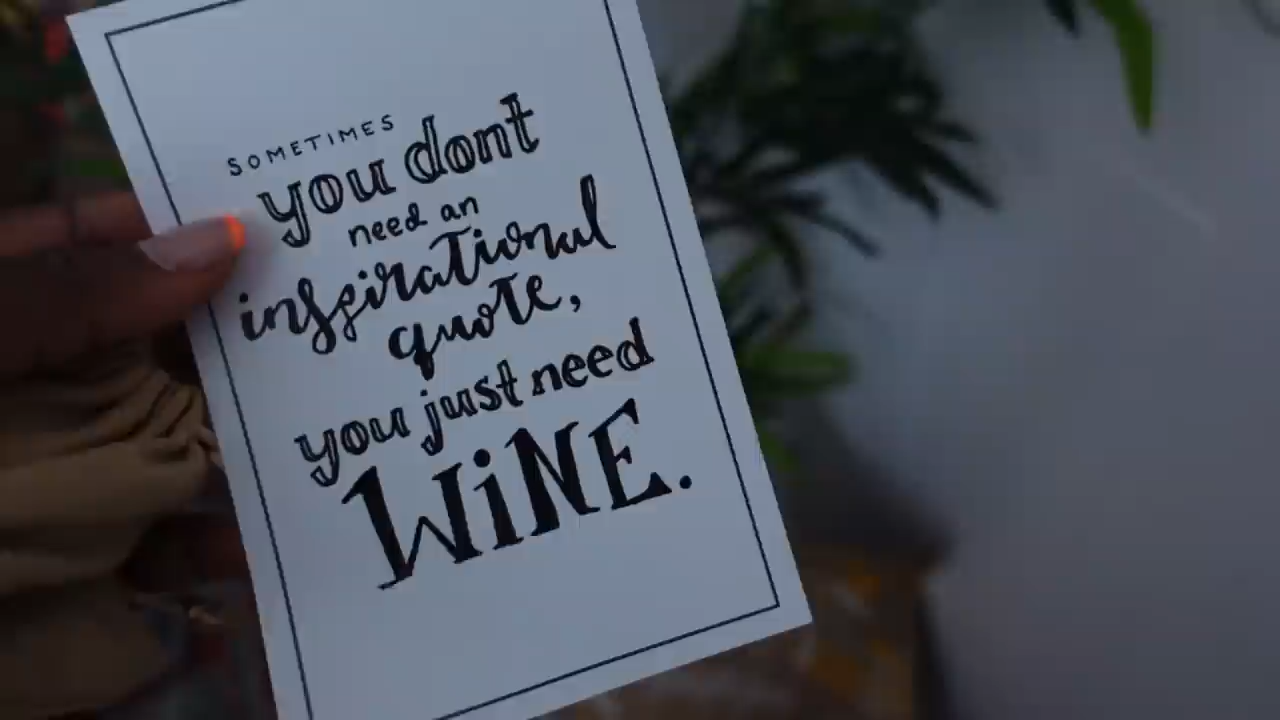 SOMETIMES
you dont
need an
inspirational
quote,
you just need
WiNE.